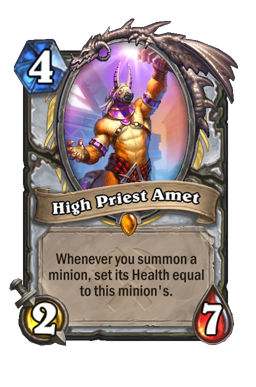 4
High Priest Amet
Whenever you summon a
minion, set its Health equal
to this minion's.
2
7